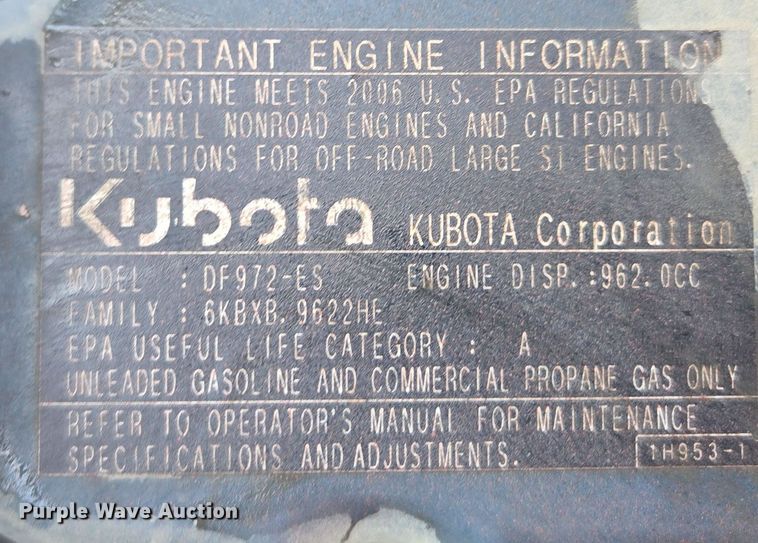 IMPORTANT ENGINE INFORMATION
THIS ENGINE MEETS 2006 U.S. EPA REGULATIONS
FOR SMALL NONROAD ENGINES AND CALIFORNIA
REGULATIONS FOR OFF-ROAD LARGE SI ENGINES.
Kubota KUBOTA Corporation
MODEL : DF972-ES ENGINE DISP.:962.0CC
FAMILY : 6KBXB.9622HE
EPA USEFUL LIFE CATEGORY : A
UNLEADED GASOLINE AND COMMERCIAL PROPANE GAS ONLY
REFER TO OPERATOR'S MANUAL FOR MAINTENANCE
SPECIFICATIONS AND ADJUSTMENTS.
1H953-1
Purple Wave Auction